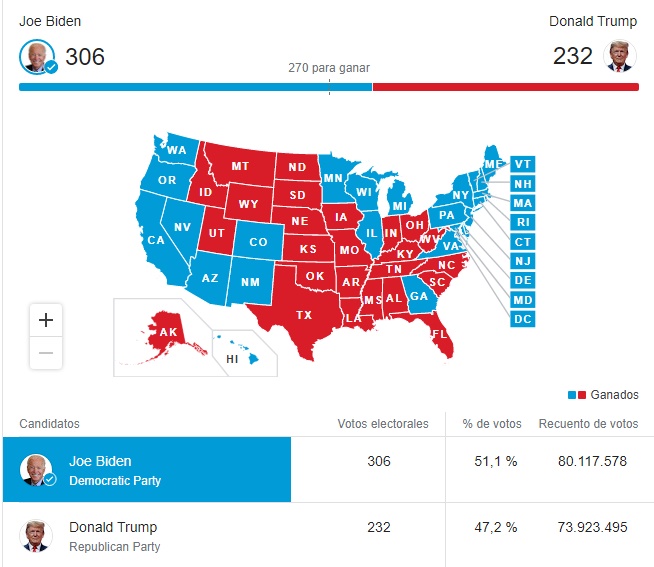 Joe Biden
Donald Trump
306
232
270 para ganar
WA
OR
CA
NV
ID
MT
WY
UT
AZ
CO
NM
ND
SD
NE
KS
OK
TX
MN
IA
MO
AR
LA
WI
IL
MI
IN
OH
KY
TN
MS
AL
GA
FL
SC
NC
VA
WV
PA
NY
ME
VT
NH
MA
RI
CT
NJ
DE
MD
DC
AK
HI
+
−
Ganados
Candidatos Votos electorales % de votos Recuento de votos
Joe Biden 306 51,1 % 80.117.578
Democratic Party
Donald Trump 232 47,2 % 73.923.495
Republican Party